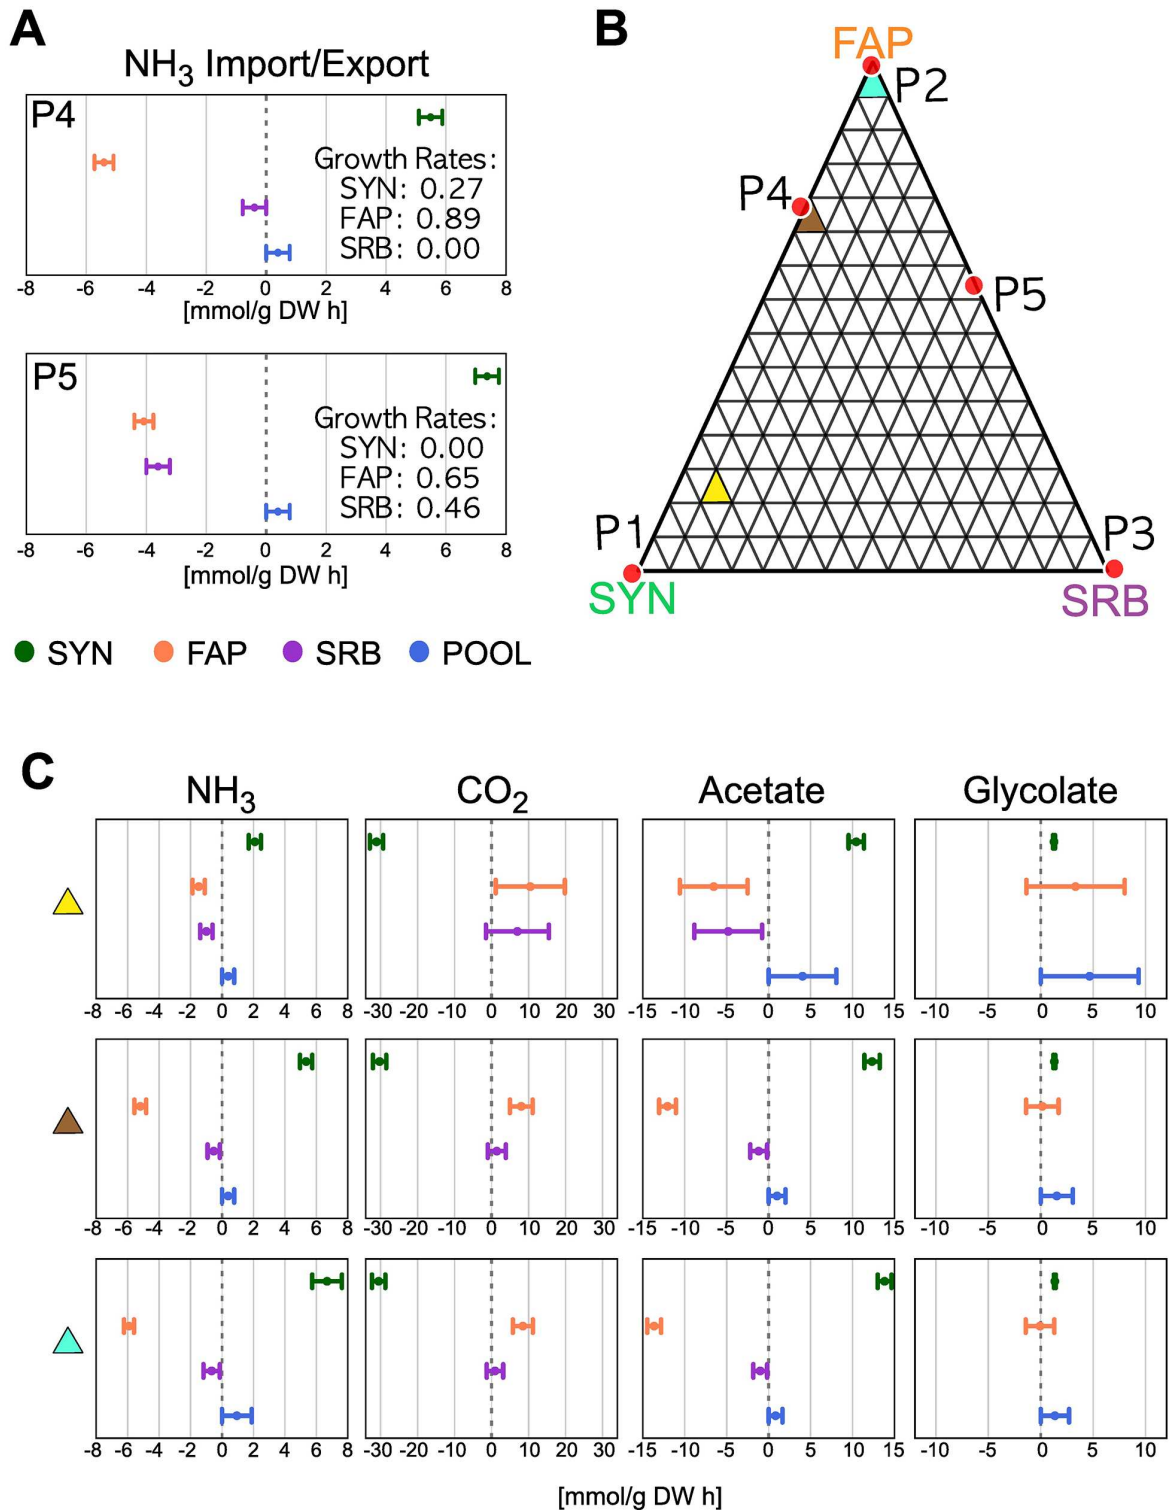 A
NH3 Import/Export
P4
Growth Rates:
SYN: 0.27
FAP: 0.89
SRB: 0.00
-8 -6 -4 -2 0 2 4 6 8
[mmol/g DW h]
P5
Growth Rates:
SYN: 0.00
FAP: 0.65
SRB: 0.46
-8 -6 -4 -2 0 2 4 6 8
[mmol/g DW h]
SYN FAP SRB POOL
B
FAP
P2
P4
P5
P1
P3
SYN
SRB
C
NH3 CO2 Acetate Glycolate
-8 -6 -4 -2 0 2 4 6 8 -30 -20 -10 0 10 20 30 -15 -10 -5 0 5 10 15 -10 -5 0 5 10
-8 -6 -4 -2 0 2 4 6 8 -30 -20 -10 0 10 20 30 -15 -10 -5 0 5 10 15 -10 -5 0 5 10
-8 -6 -4 -2 0 2 4 6 8 -30 -20 -10 0 10 20 30 -15 -10 -5 0 5 10 15 -10 -5 0 5 10
[mmol/g DW h]